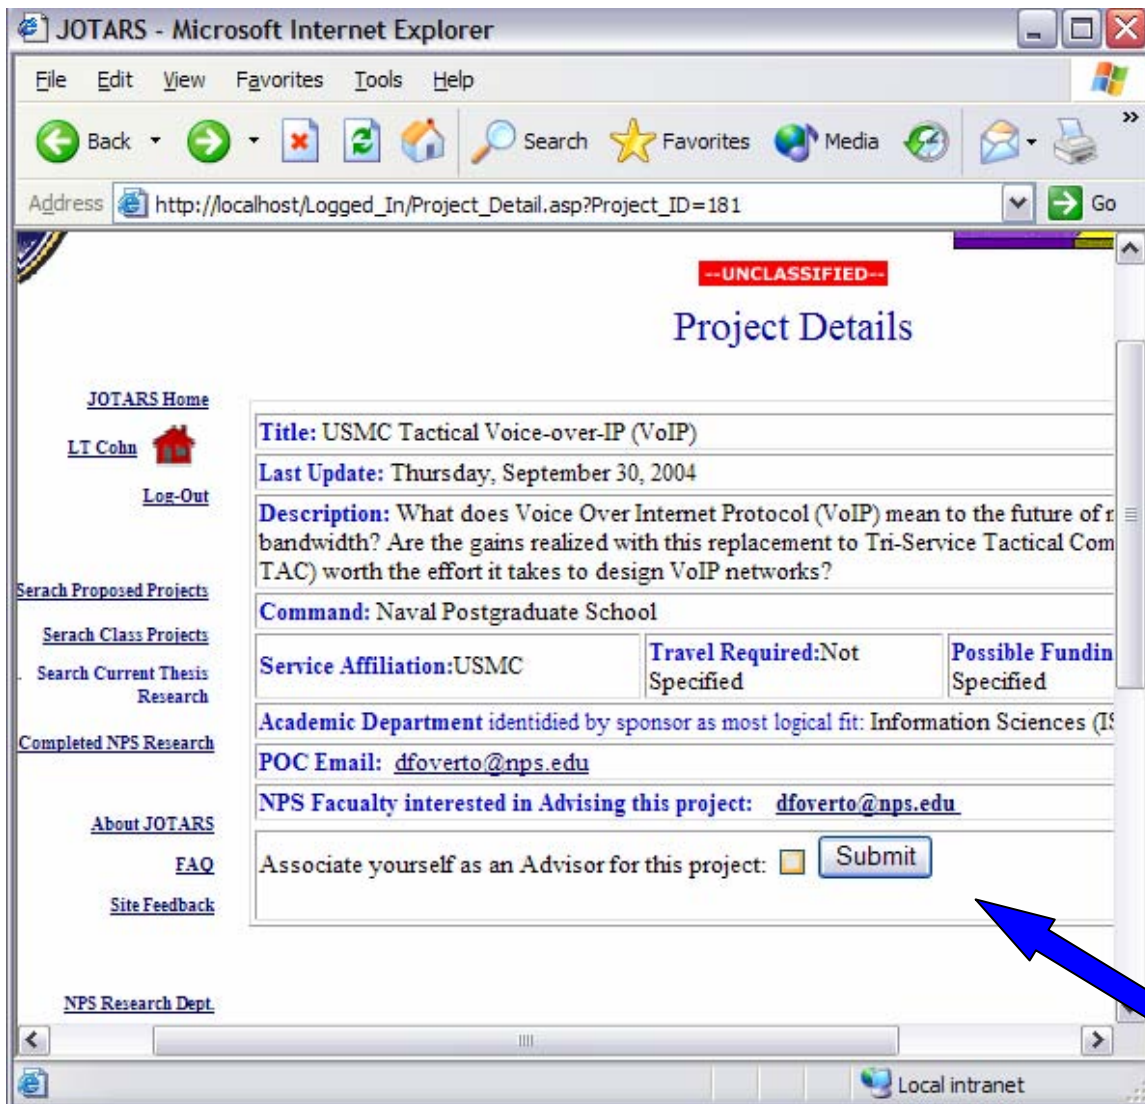 JOTARS - Microsoft Internet Explorer
File Edit View Favorites Tools Help
Back Search Favorites Media »
Address http://localhost/Logged_In/Project_Detail.asp?Project_ID=181 Go
--UNCLASSIFIED--
Project Details
JOTARS Home
LT Cohn
Log-Out
Serach Proposed Projects
Serach Class Projects
Search Current Thesis
Research
Completed NPS Research
About JOTARS
FAQ
Site Feedback
NPS Research Dept.
Title: USMC Tactical Voice-over-IP (VoIP)
Last Update: Thursday, September 30, 2004
Description: What does Voice Over Internet Protocol (VoIP) mean to the future of
bandwidth? Are the gains realized with this replacement to Tri-Service Tactical Com
TAC) worth the effort it takes to design VoIP networks?
Command: Naval Postgraduate School
Service Affiliation:USMC
Travel Required:Not
Specified
Possible Fundin
Specified
Academic Department identidied by sponsor as most logical fit: Information Sciences (IS
POC Email: dfoverto@nps.edu
NPS Facualty interested in Advising this project: dfoverto@nps.edu
Associate yourself as an Advisor for this project: Submit
Local intranet